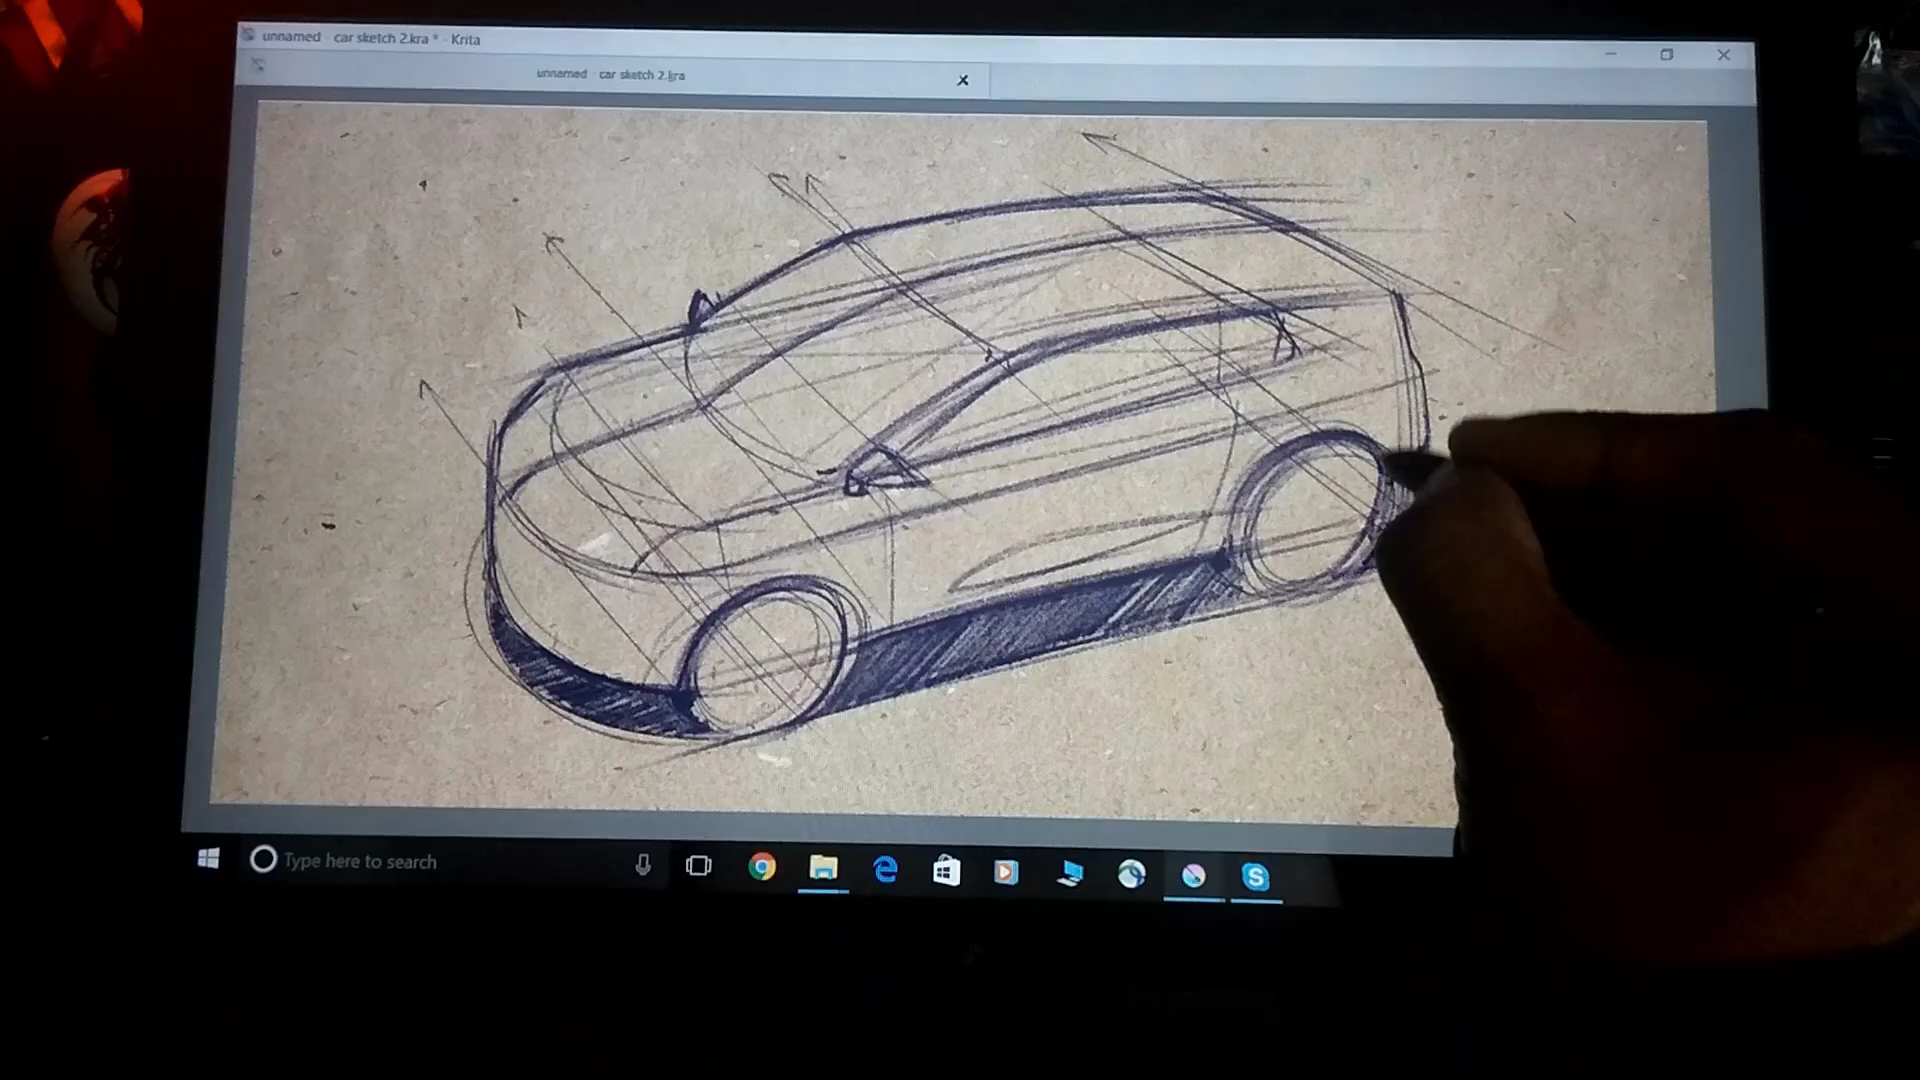 unnamed - car sketch 2.kra * - Krita
unnamed - car sketch 2.kra
Type here to search
S